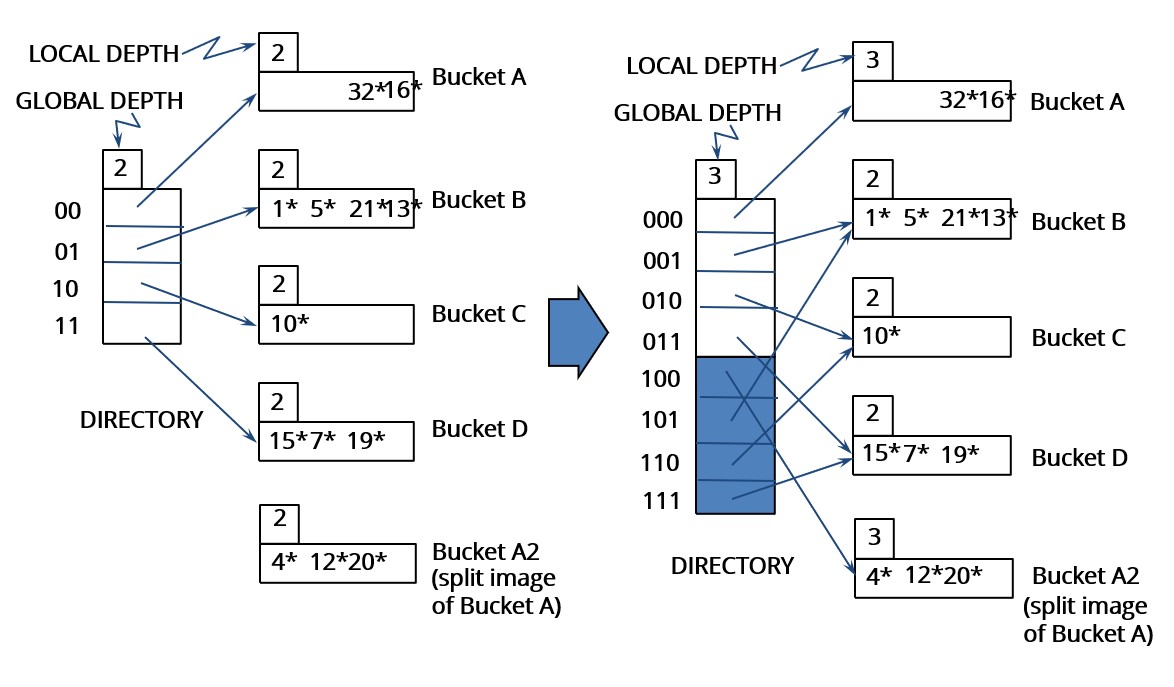 LOCAL DEPTH
2
32*16*
Bucket A
GLOBAL DEPTH
2
2
1* 5* 21*13*
Bucket B
00
01
10
11
2
10*
Bucket C
DIRECTORY
2
15*7* 19*
Bucket D
2
4* 12*20*
Bucket A2
(split image
of Bucket A)
LOCAL DEPTH
3
32*16*
Bucket A
GLOBAL DEPTH
3
2
1* 5* 21*13*
Bucket B
000
001
010
011
100
101
110
111
2
10*
Bucket C
2
15*7* 19*
Bucket D
DIRECTORY
3
4* 12*20*
Bucket A2
(split image
of Bucket A)